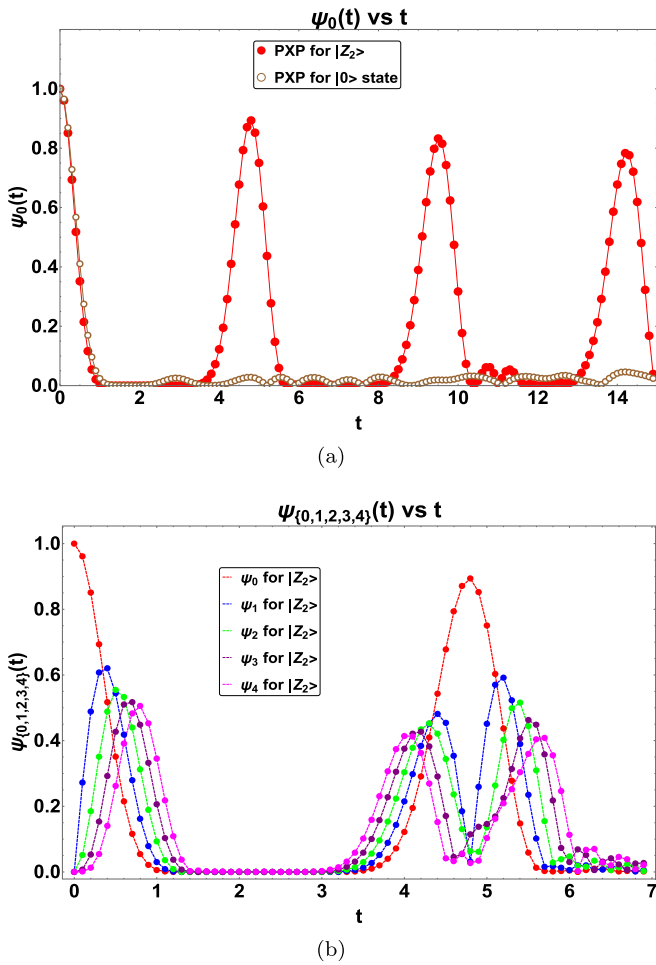 ψ0(t) vs t
PXP for |Z2>
PXP for |0> state
ψ0(t)
1.0
0.8
0.6
0.4
0.2
0.0
0 2 4 6 8 10 12 14
t
(a)
ψ{0,1,2,3,4}(t) vs t
ψ0 for |Z2>
ψ1 for |Z2>
ψ2 for |Z2>
ψ3 for |Z2>
ψ4 for |Z2>
ψ{0,1,2,3,4}(t)
1.0
0.8
0.6
0.4
0.2
0.0
0 1 2 3 4 5 6 7
t
(b)